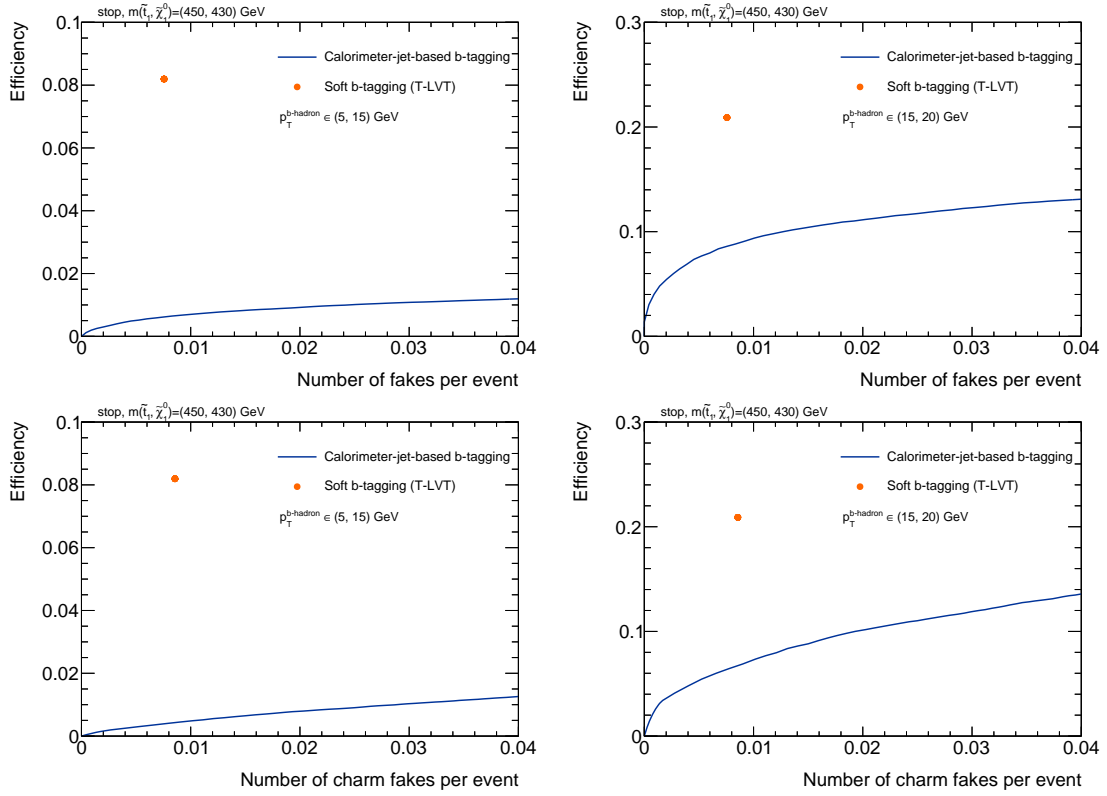 stop, m(t̃₁, χ̃₁⁰)=(450, 430) GeV
Efficiency
0.1
0.08
0.06
0.04
0.02
0
Calorimeter-jet-based b-tagging
Soft b-tagging (T-LVT)
p_T^b-hadron ∈ (5, 15) GeV
0 0.01 0.02 0.03 0.04
Number of fakes per event
stop, m(t̃₁, χ̃₁⁰)=(450, 430) GeV
Efficiency
0.3
0.2
0.1
0
Calorimeter-jet-based b-tagging
Soft b-tagging (T-LVT)
p_T^b-hadron ∈ (15, 20) GeV
0 0.01 0.02 0.03 0.04
Number of fakes per event
stop, m(t̃₁, χ̃₁⁰)=(450, 430) GeV
Efficiency
0.1
0.08
0.06
0.04
0.02
0
Calorimeter-jet-based b-tagging
Soft b-tagging (T-LVT)
p_T^b-hadron ∈ (5, 15) GeV
0 0.01 0.02 0.03 0.04
Number of charm fakes per event
stop, m(t̃₁, χ̃₁⁰)=(450, 430) GeV
Efficiency
0.3
0.2
0.1
0
Calorimeter-jet-based b-tagging
Soft b-tagging (T-LVT)
p_T^b-hadron ∈ (15, 20) GeV
0 0.01 0.02 0.03 0.04
Number of charm fakes per event